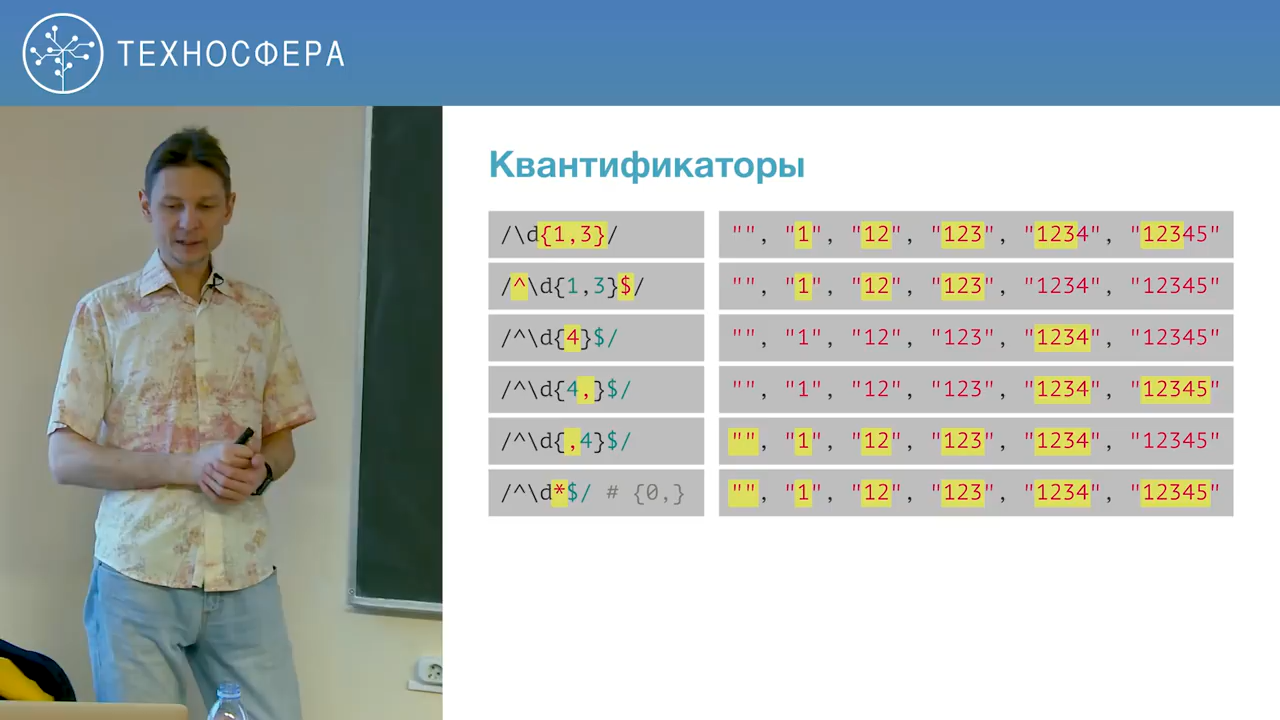 ТЕХНОСФЕРА
Квантификаторы
/\d{1,3}/ "", "1", "12", "123", "1234", "12345"
/^\d{1,3}$/ "", "1", "12", "123", "1234", "12345"
/^\d{4}$/ "", "1", "12", "123", "1234", "12345"
/^\d{4,}$/ "", "1", "12", "123", "1234", "12345"
/^\d{,4}$/ "", "1", "12", "123", "1234", "12345"
/^\d*$/ # {0,} "", "1", "12", "123", "1234", "12345"